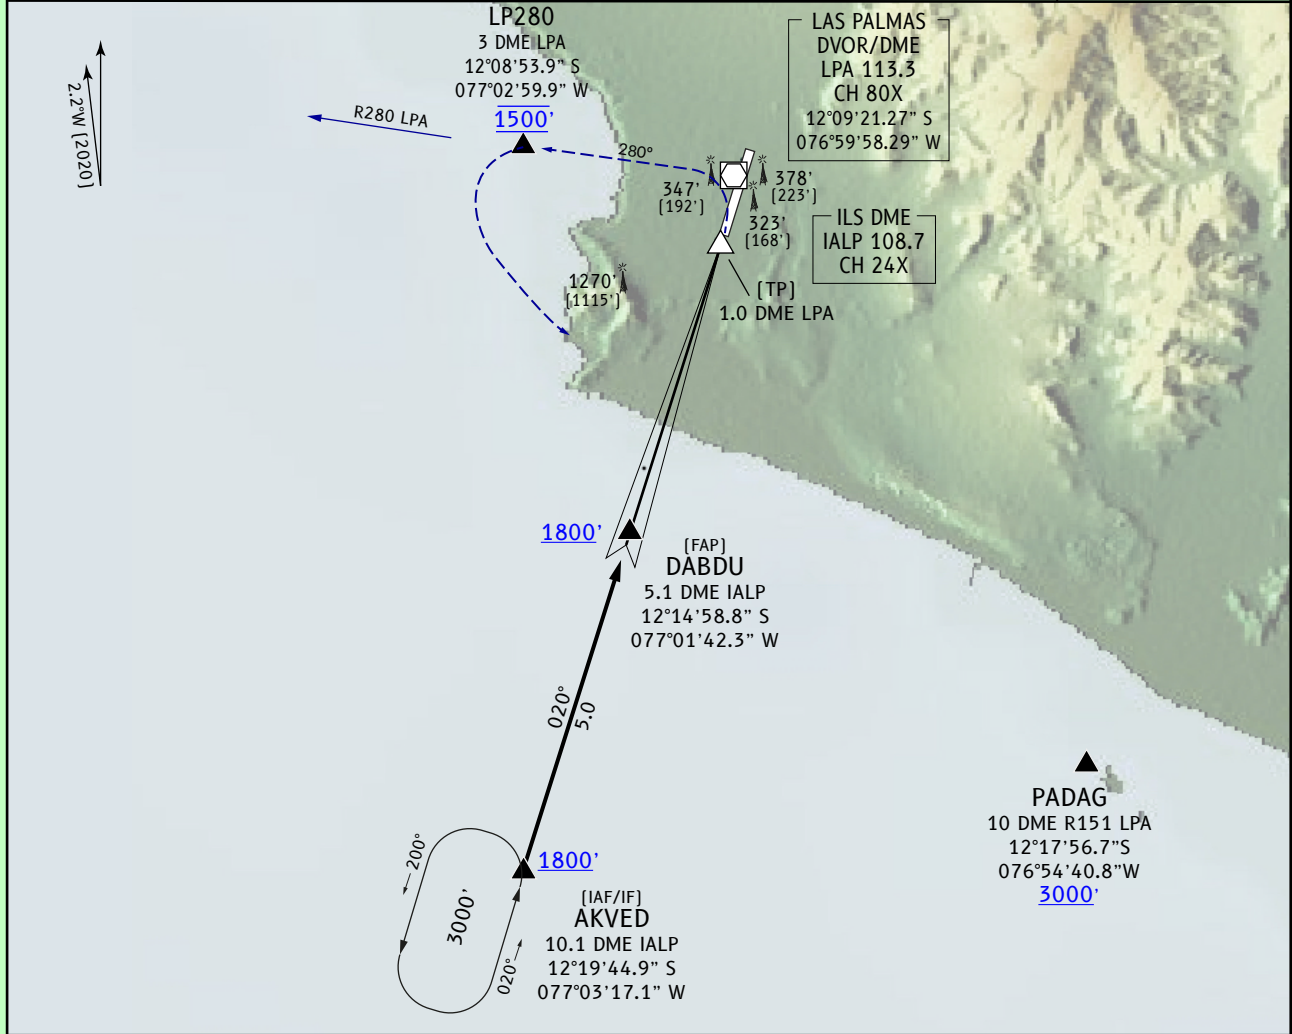 LP280
3 DME LPA
12°08’53.9” S
077°02’59.9” W
1500’
LAS PALMAS
DVOR/DME
LPA 113.3
CH 80X
12°09’21.27” S
076°59’58.29” W
2.2°W [2020]
R280 LPA
280°
347’
[192’]
378’
[223’]
323’
[168’]
ILS DME
IALP 108.7
CH 24X
1270’
[1115’]
[TP]
1.0 DME LPA
1800’
[FAP]
DABDU
5.1 DME IALP
12°14’58.8” S
077°01’42.3” W
020°
5.0
PADAG
10 DME R151 LPA
12°17’56.7”S
076°54’40.8”W
3000’
200°
3000’
020°
1800’
[IAF/IF]
AKVED
10.1 DME IALP
12°19’44.9” S
077°03’17.1” W